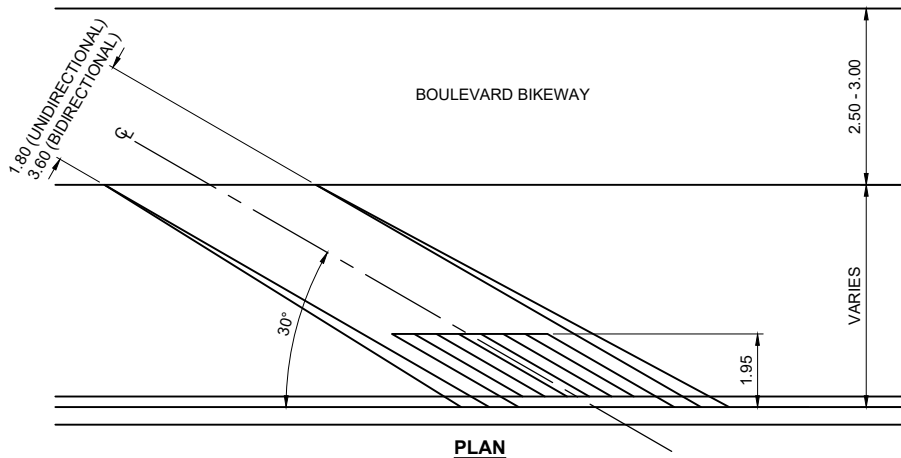 1.80 (UNIDIRECTIONAL)
3.60 (BIDIRECTIONAL)
℄
BOULEVARD BIKEWAY
2.50 - 3.00
30°
VARIES
1.95
PLAN